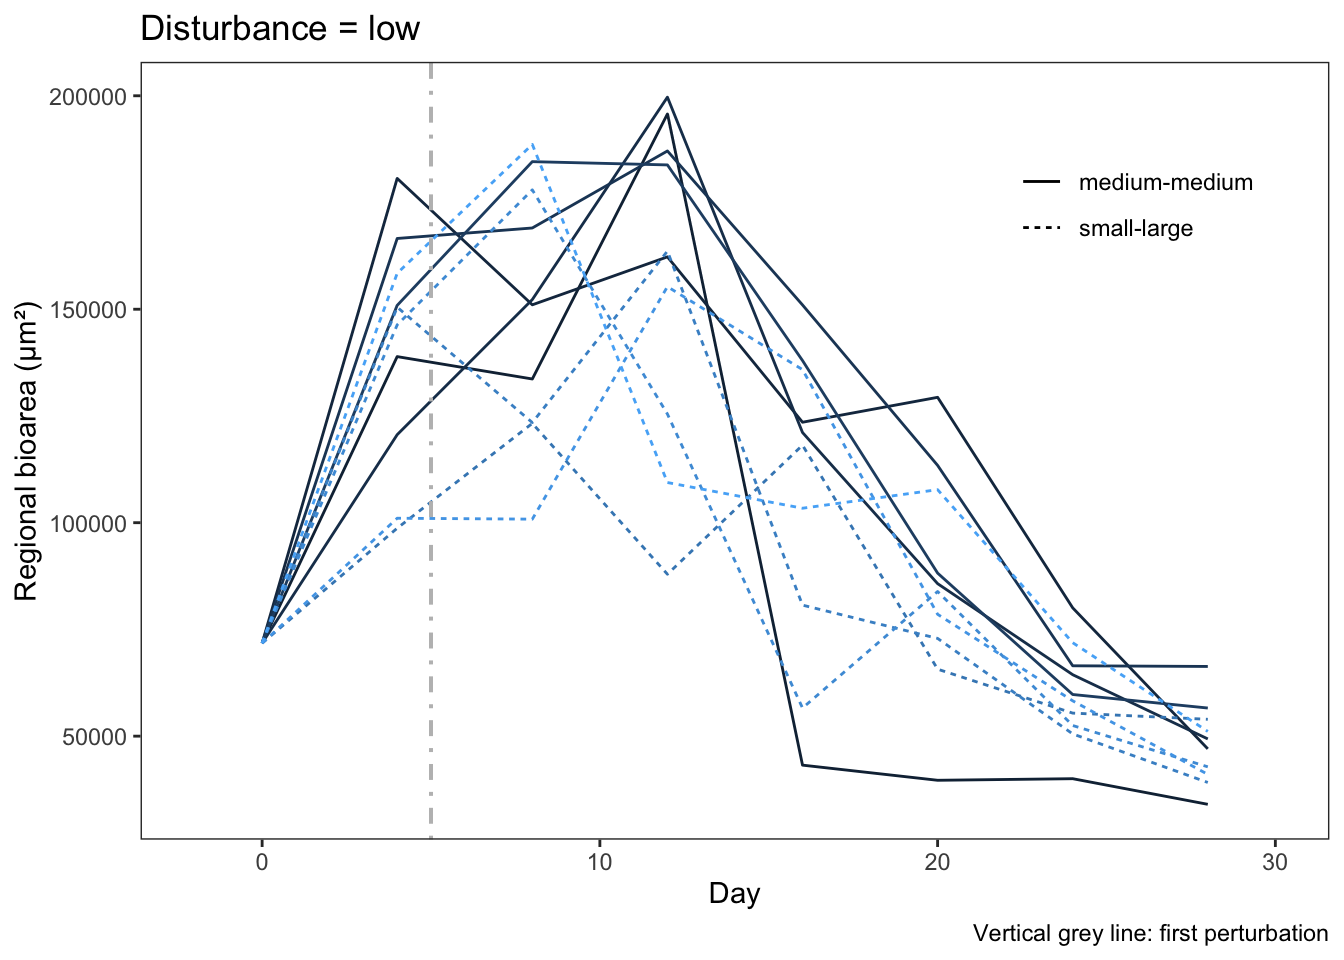 Disturbance = low
200000
150000
100000
50000
Regional bioarea (µm²)
medium-medium
small-large
0
10
20
30
Day
Vertical grey line: first perturbation